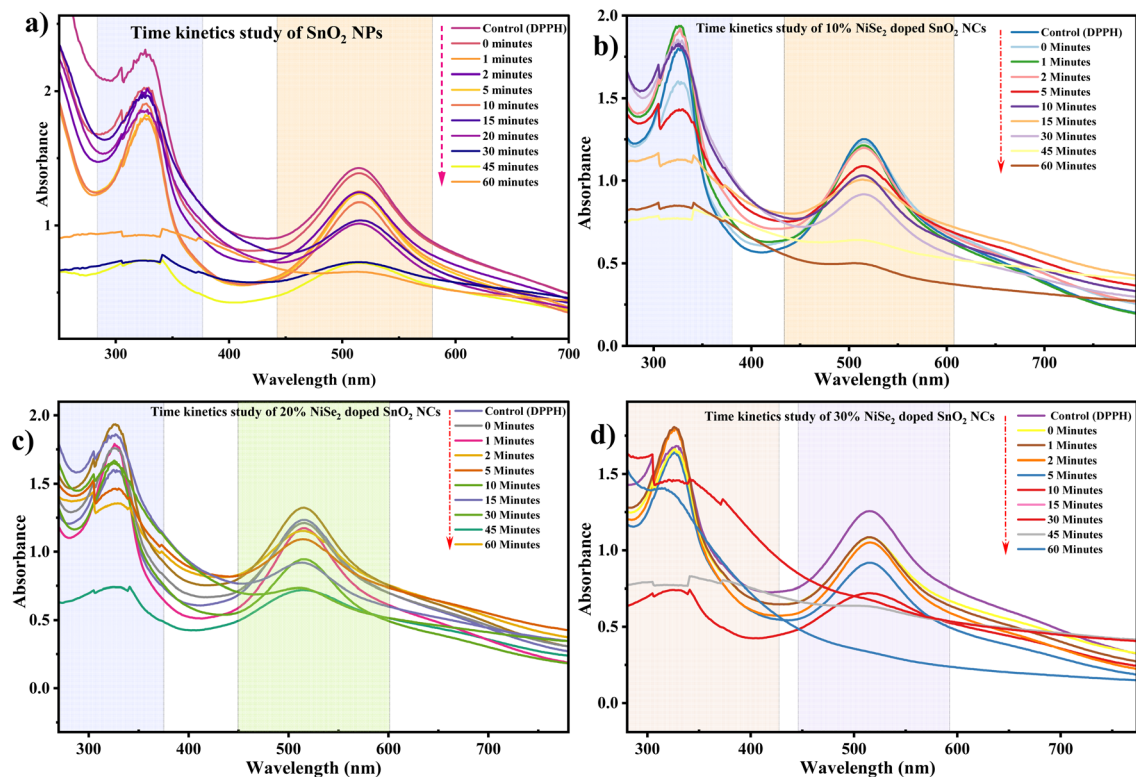 a)
Time kinetics study of SnO₂ NPs
Control (DPPH)
0 minutes
1 minutes
2 minutes
5 minutes
10 minutes
15 minutes
20 minutes
30 minutes
45 minutes
60 minutes
2
1
Absorbance
300 400 500 600 700
Wavelength (nm)
b)
Time kinetics study of 10% NiSe₂ doped SnO₂ NCs
Control (DPPH)
0 Minutes
1 Minutes
2 Minutes
5 Minutes
10 Minutes
15 Minutes
30 Minutes
45 Minutes
60 Minutes
2.0
1.5
1.0
0.5
0.0
Absorbance
300 400 500 600 700
Wavelength (nm)
c)
Time kinetics study of 20% NiSe₂ doped SnO₂ NCs
Control (DPPH)
0 Minutes
1 Minutes
2 Minutes
5 Minutes
10 Minutes
15 Minutes
30 Minutes
45 Minutes
60 Minutes
2.0
1.5
1.0
0.5
0.0
Absorbance
300 400 500 600 700
Wavelength (nm)
d)
Time kinetics study of 30% NiSe₂ doped SnO₂ NCs
Control (DPPH)
0 Minutes
1 Minutes
2 Minutes
5 Minutes
10 Minutes
15 Minutes
30 Minutes
45 Minutes
60 Minutes
1.5
1.0
0.5
0.0
Absorbance
300 400 500 600 700
Wavelength (nm)